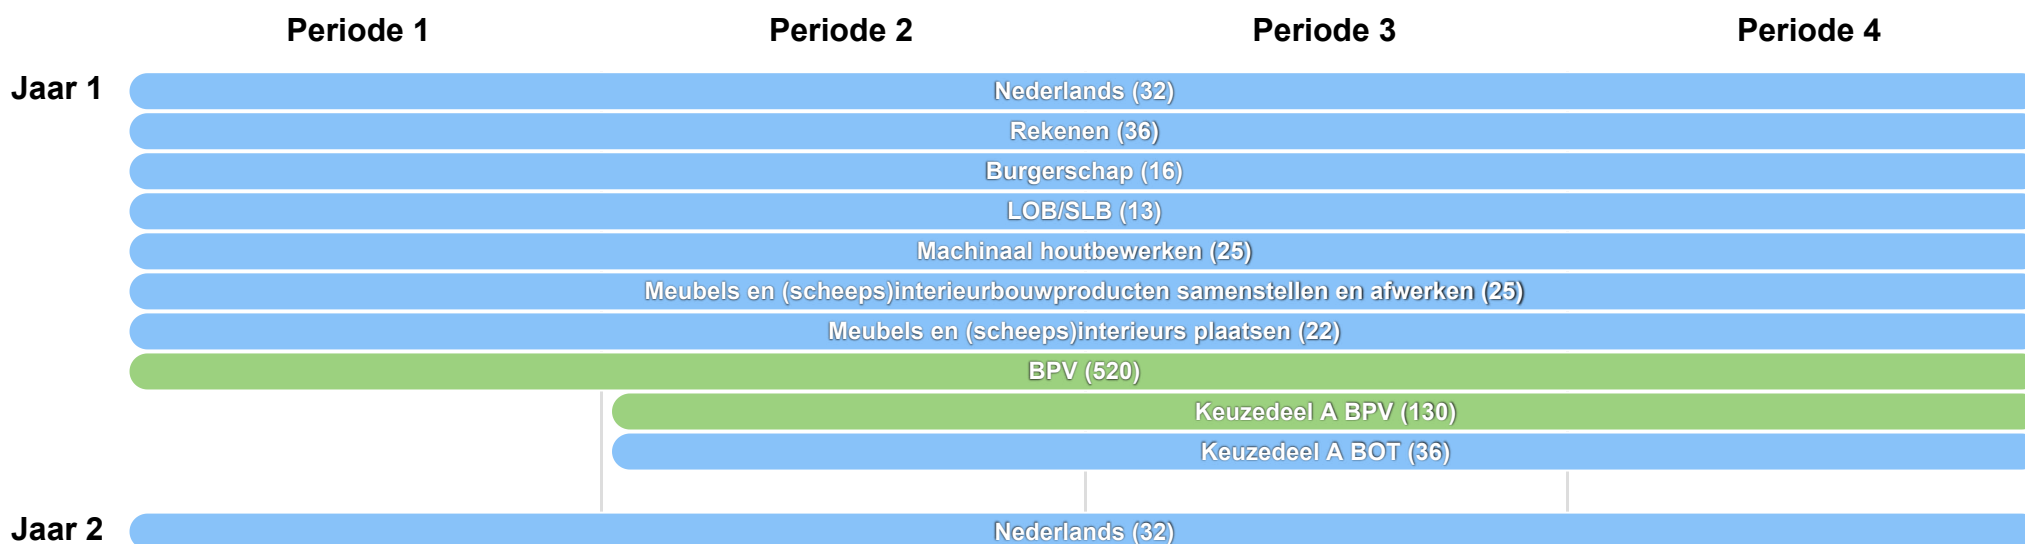 Periode 1 Periode 2 Periode 3 Periode 4
Jaar 1 Nederlands (32)
Rekenen (36)
Burgerschap (16)
LOB/SLB (13)
Machinaal houtbewerken (25)
Meubels en (scheeps)interieurbouwproducten samenstellen en afwerken (25)
Meubels en (scheeps)interieurs plaatsen (22)
BPV (520)
Keuzedeel A BPV (130)
Keuzedeel A BOT (36)
Jaar 2 Nederlands (32)